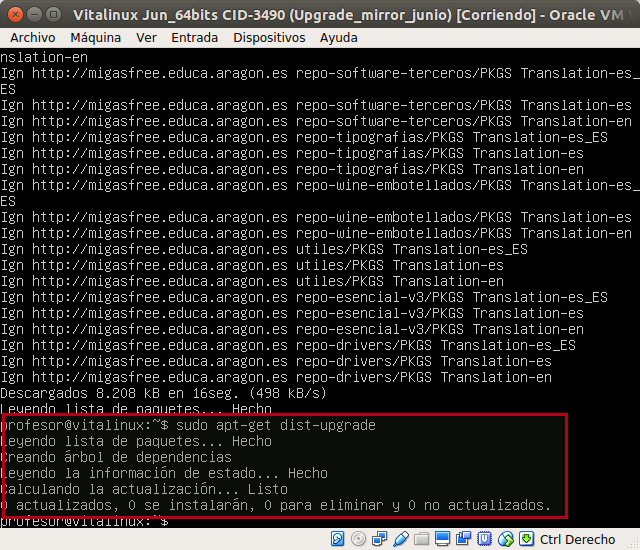 Vitalinux Jun_64bits CID-3490 (Upgrade_mirror_junio) [Corriendo] - Oracle VM V
Archivo Máquina Ver Entrada Dispositivos Ayuda
nslation-en
Ign http://migasfree.educa.aragon.es repo-software-terceros/PKGS Translation-es_
ES
Ign http://migasfree.educa.aragon.es repo-software-terceros/PKGS Translation-es
Ign http://migasfree.educa.aragon.es repo-software-terceros/PKGS Translation-en
Ign http://migasfree.educa.aragon.es repo-tipografias/PKGS Translation-es_ES
Ign http://migasfree.educa.aragon.es repo-tipografias/PKGS Translation-es
Ign http://migasfree.educa.aragon.es repo-tipografias/PKGS Translation-en
Ign http://migasfree.educa.aragon.es repo-wine-embotellados/PKGS Translation-es_
ES
Ign http://migasfree.educa.aragon.es repo-wine-embotellados/PKGS Translation-es
Ign http://migasfree.educa.aragon.es repo-wine-embotellados/PKGS Translation-en
Ign http://migasfree.educa.aragon.es utiles/PKGS Translation-es_ES
Ign http://migasfree.educa.aragon.es utiles/PKGS Translation-es
Ign http://migasfree.educa.aragon.es utiles/PKGS Translation-en
Ign http://migasfree.educa.aragon.es repo-esencial-v3/PKGS Translation-es_ES
Ign http://migasfree.educa.aragon.es repo-esencial-v3/PKGS Translation-es
Ign http://migasfree.educa.aragon.es repo-esencial-v3/PKGS Translation-en
Ign http://migasfree.educa.aragon.es repo-drivers/PKGS Translation-es_ES
Ign http://migasfree.educa.aragon.es repo-drivers/PKGS Translation-es
Ign http://migasfree.educa.aragon.es repo-drivers/PKGS Translation-en
Descargados 8.208 kB en 16seg. (498 kB/s)
Leyendo lista de paquetes... Hecho
profesor@vitalinux:~$ sudo apt-get dist-upgrade
Leyendo lista de paquetes... Hecho
Creando árbol de dependencias
Leyendo la información de estado... Hecho
Calculando la actualización... Listo
0 actualizados, 0 se instalarán, 0 para eliminar y 0 no actualizados.
profesor@vitalinux:~$
Ctrl Derecho